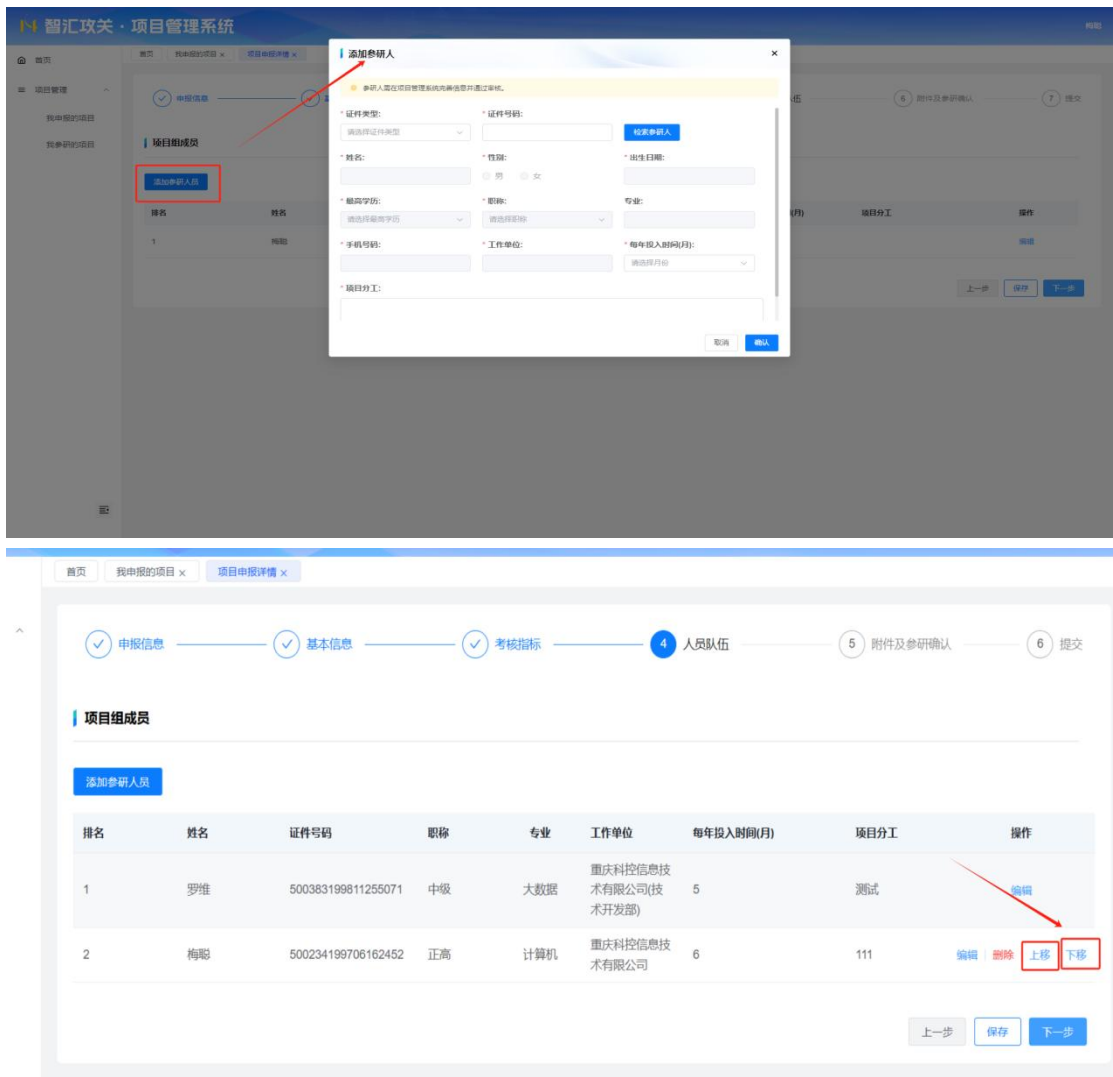 智汇攻关·项目管理系统
梅聪
首页
项目管理
我申报的项目
我参研的项目
首页 我申报的项目 × 项目申报详情 ×
申报信息
伍
6 附件及参研确认
7 提交
项目组成员
添加参研人员
排名 姓名 (月) 项目分工 操作
1 梅聪 编辑
上一步 保存 下一步
添加参研人 ×
参研人需在项目管理系统完善信息并通过审核。
* 证件类型: * 证件号码:
请选择证件类型 检索参研人
* 姓名: * 性别: * 出生日期:
男 女
* 最高学历: * 职称: 专业:
请选择最高学历 请选择职称
* 手机号码: * 工作单位: * 每年投入时间(月):
请选择月份
* 项目分工:
取消 确认
首页 我申报的项目 × 项目申报详情 ×
申报信息 基本信息 考核指标 4 人员队伍 5 附件及参研确认 6 提交
项目组成员
添加参研人员
排名 姓名 证件号码 职称 专业 工作单位 每年投入时间(月) 项目分工 操作
1 罗维 500383199811255071 中级 大数据 重庆科控信息技术有限公司(技术开发部) 5 测试 编辑
2 梅聪 500234199706162452 正高 计算机 重庆科控信息技术有限公司 6 111 编辑 删除 上移 下移
上一步 保存 下一步